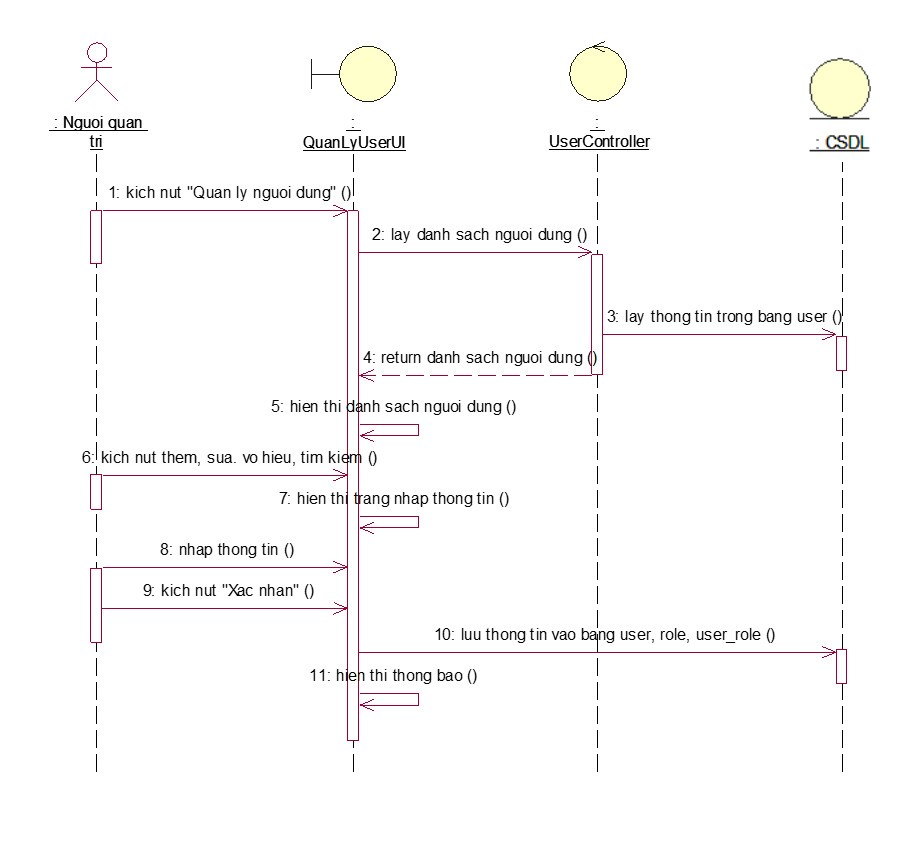 : Nguoi quan
tri
:
QuanLyUserUI
:
UserController
: CSDL
1: kich nut "Quan ly nguoi dung" ()
2: lay danh sach nguoi dung ()
3: lay thong tin trong bang user ()
4: return danh sach nguoi dung ()
5: hien thi danh sach nguoi dung ()
6: kich nut them, sua. vo hieu, tim kiem ()
7: hien thi trang nhap thong tin ()
8: nhap thong tin ()
9: kich nut "Xac nhan" ()
10: luu thong tin vao bang user, role, user_role ()
11: hien thi thong bao ()